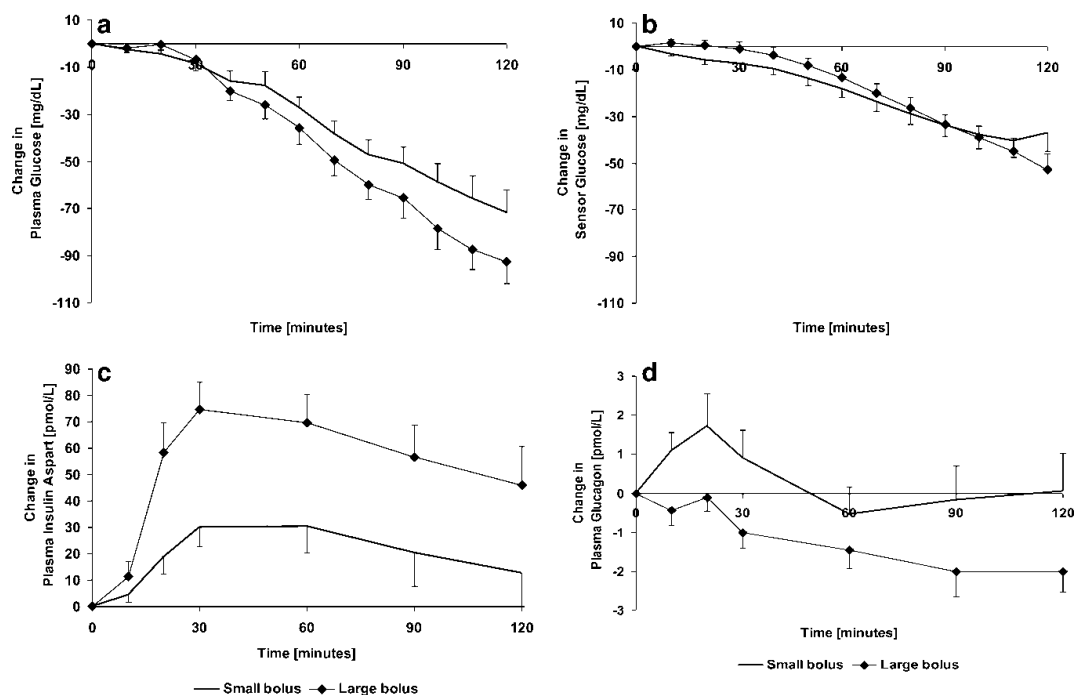 a
10
-10
-30
-50
-70
-90
-110
0
30
60
90
120
Change in
Plasma Glucose [mg/dL]
Time [minutes]
b
10
-10
-30
-50
-70
-90
-110
0
30
60
90
120
Change in
Sensor Glucose [mg/dL]
Time [minutes]
c
90
80
70
60
50
40
30
20
10
0
0
30
60
90
120
Change in
Plasma Insulin Aspart [pmol/L]
Time [minutes]
Small bolus
Large bolus
d
3
2
1
0
-1
-2
-3
0
30
60
90
120
Change in
Plasma Glucagon [pmol/L]
Time [minutes]
Small bolus
Large bolus